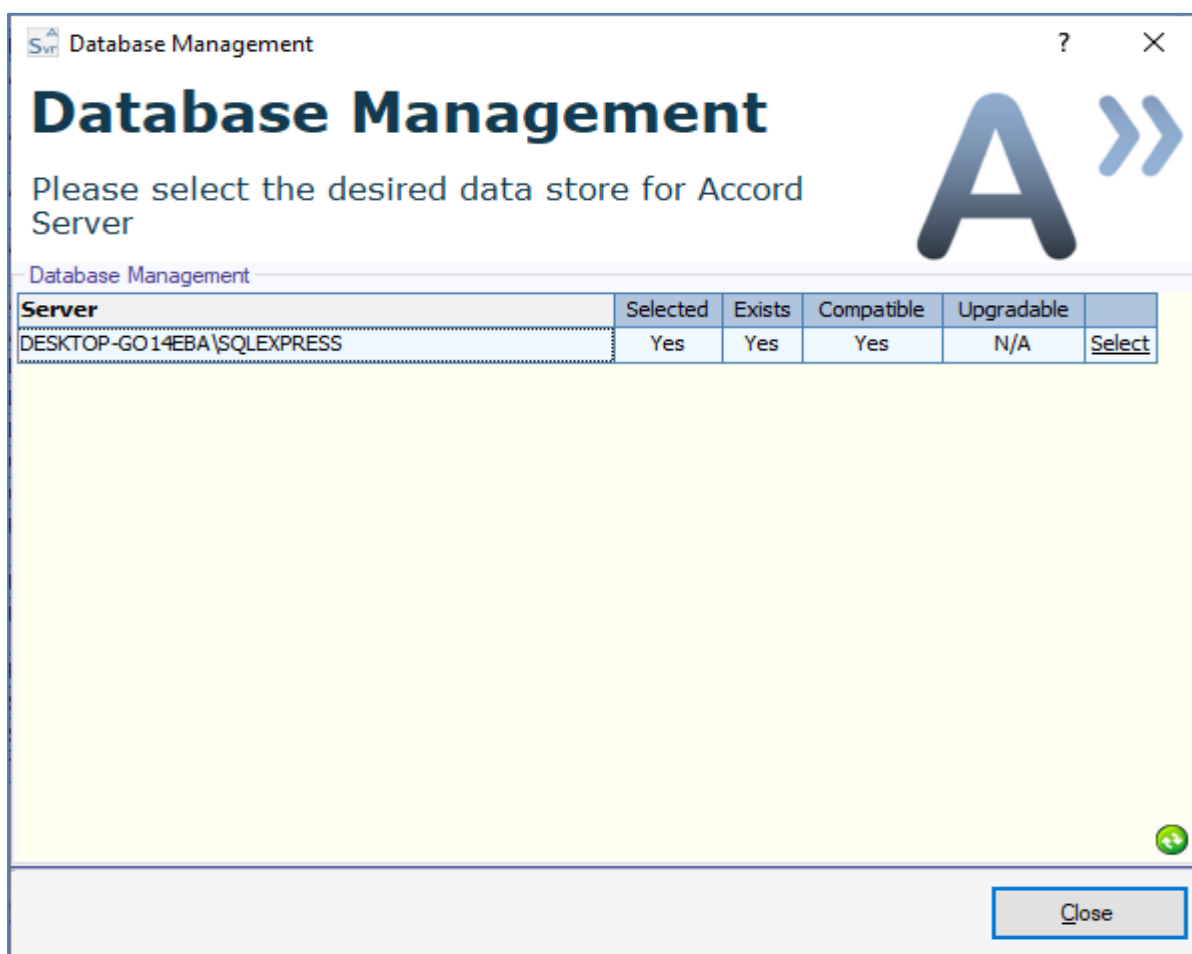 Svr A Database Management ? ×
Database Management
Please select the desired data store for Accord
Server
A »
Database Management
Server Selected Exists Compatible Upgradable
DESKTOP-GO14EBA\SQLEXPRESS Yes Yes Yes N/A Select
Close